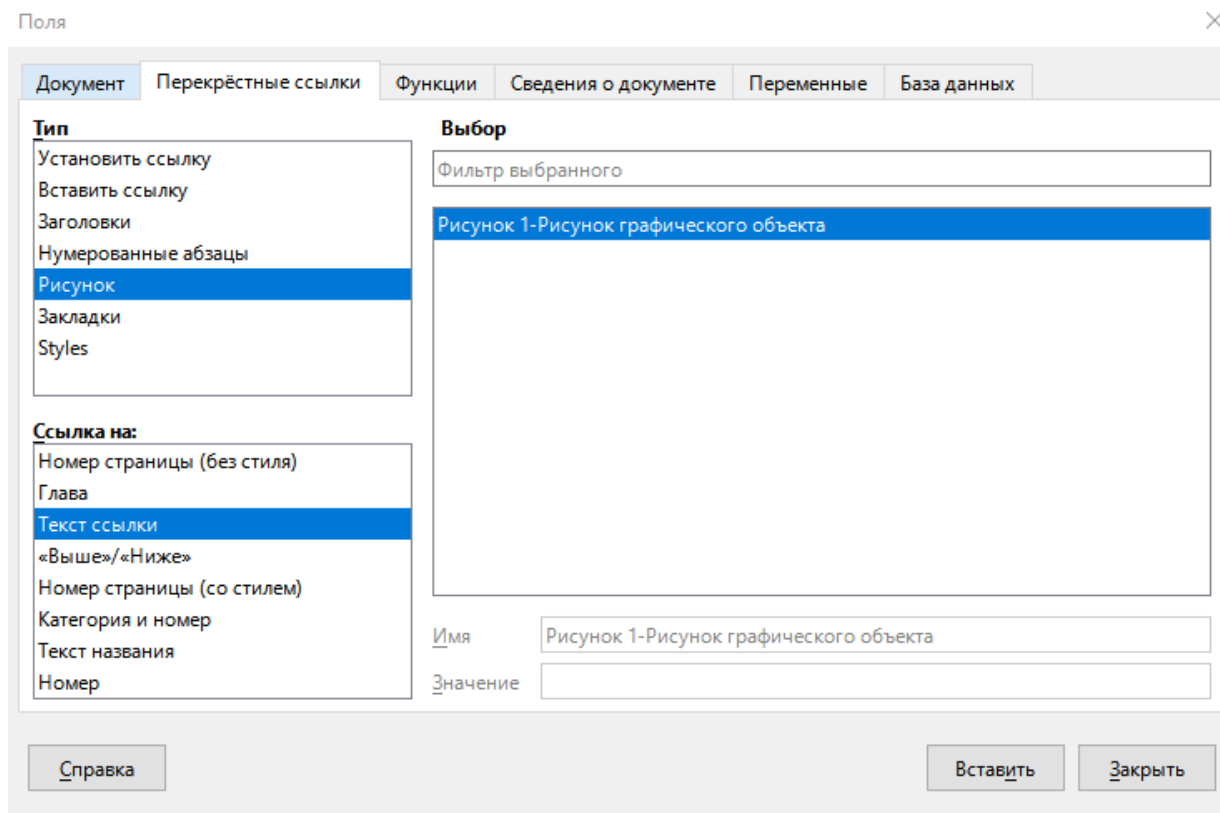 Поля
Документ
Перекрёстные ссылки
Функции
Сведения о документе
Переменные
База данных
Тип
Установить ссылку
Вставить ссылку
Заголовки
Нумерованные абзацы
Рисунок
Закладки
Styles
Ссылка на:
Номер страницы (без стиля)
Глава
Текст ссылки
«Выше»/«Ниже»
Номер страницы (со стилем)
Категория и номер
Текст названия
Номер
Выбор
Фильтр выбранного
Рисунок 1-Рисунок графического объекта
Имя
Рисунок 1-Рисунок графического объекта
Значение
Справка
Вставить
Закрыть